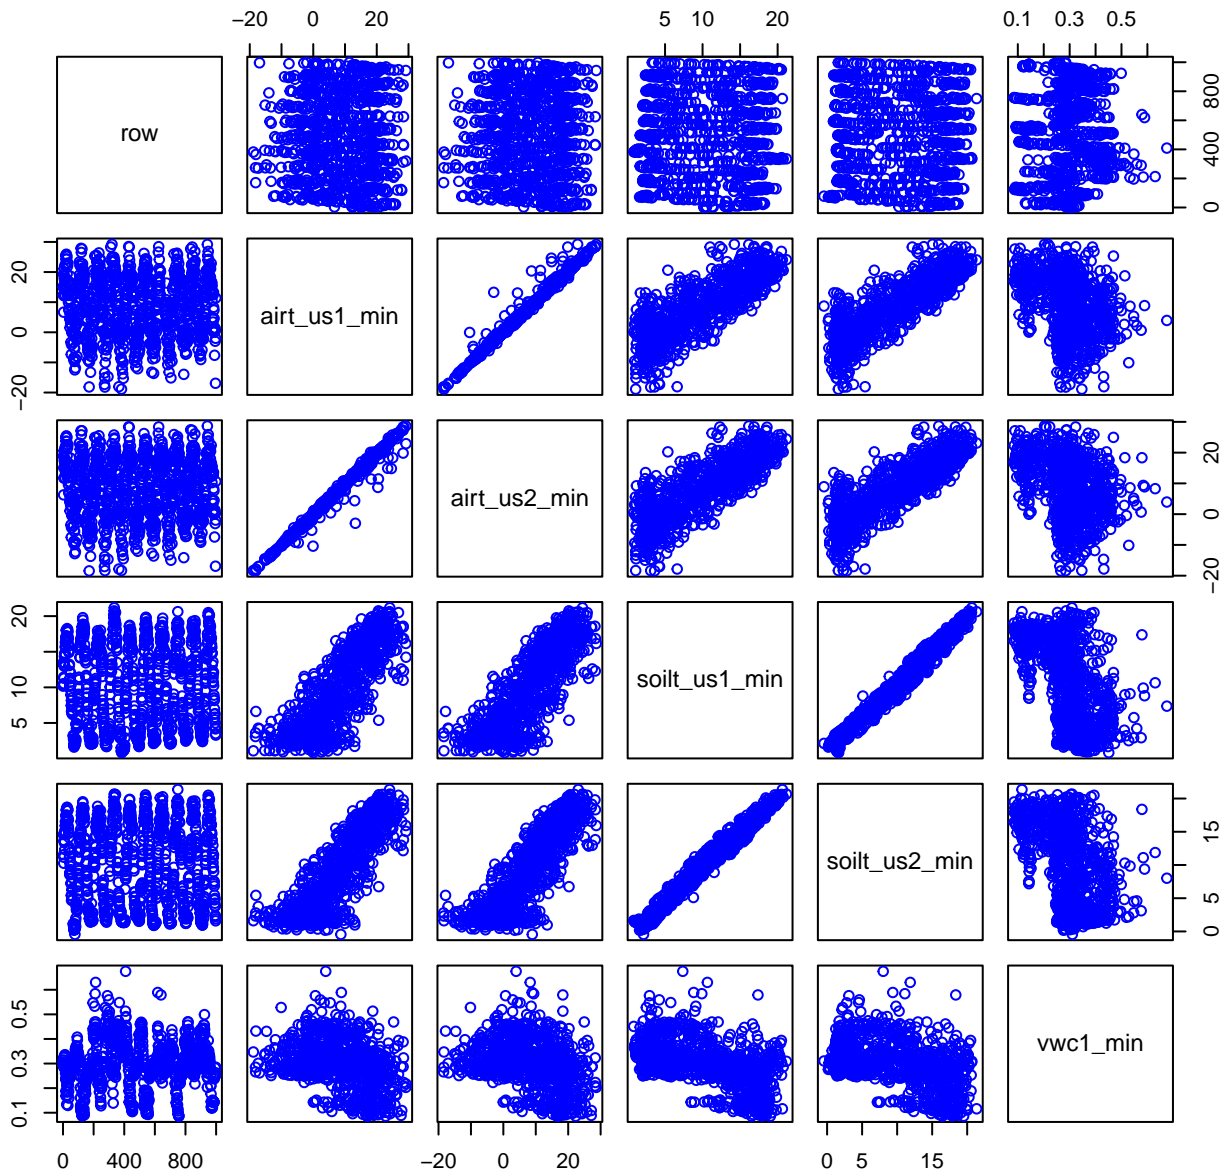 −20 0 20 5 10 20 0.1 0.3 0.5
row 0 400 800
−20 0 20 airt_us1_min
airt_us2_min −20 0 20
5 10 20 soilt_us1_min
soilt_us2_min 0 5 15
0.1 0.3 0.5 vwc1_min
0 400 800 −20 0 20 0 5 15